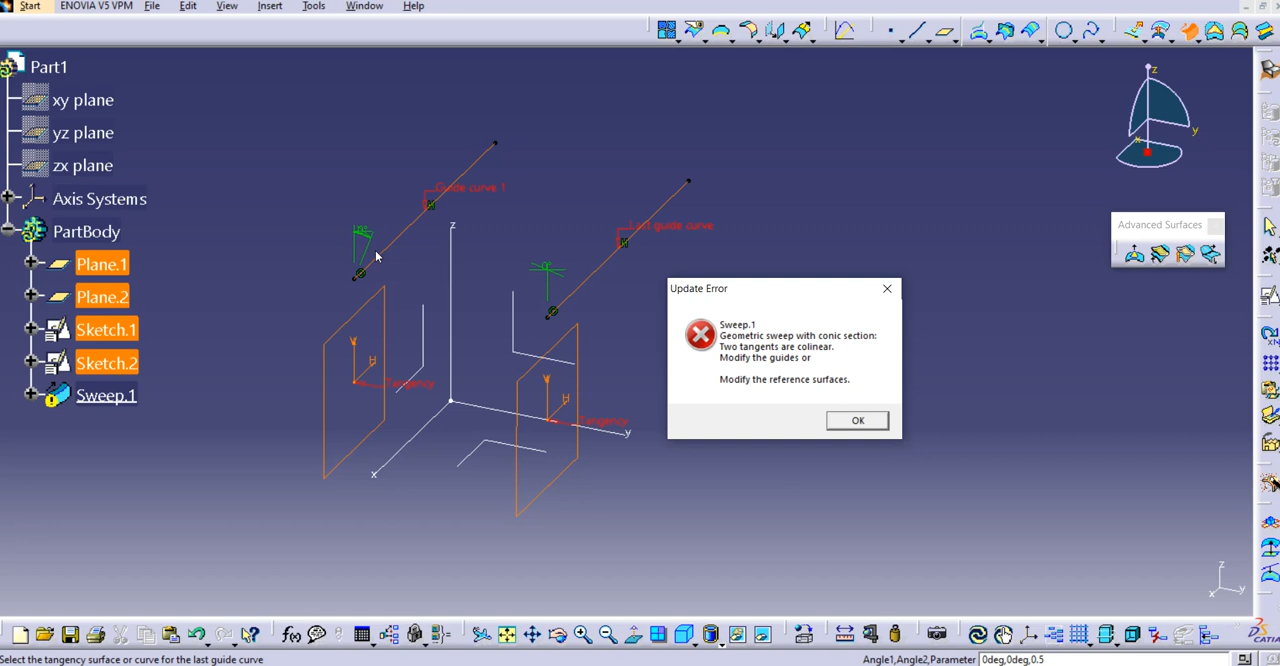 Start
ENOVIA V5 VPM
File
Edit
View
Insert
Tools
Window
Help
Part1
xy plane
yz plane
zx plane
Axis Systems
PartBody
Plane.1
Plane.2
Sketch.1
Sketch.2
Sweep.1
Guide curve 1
Last guide curve
z
V
H
Tangency
V
H
Tangency
y
x
z
y
x
Advanced Surfaces
Update Error
Sweep.1
Geometric sweep with conic section:
Two tangents are colinear.
Modify the guides or
Modify the reference surfaces.
OK
z
x
y
f(x)
CATIA
Select the tangency surface or curve for the last guide curve
Angle1,Angle2,Parameter
0deg,0deg,0.5